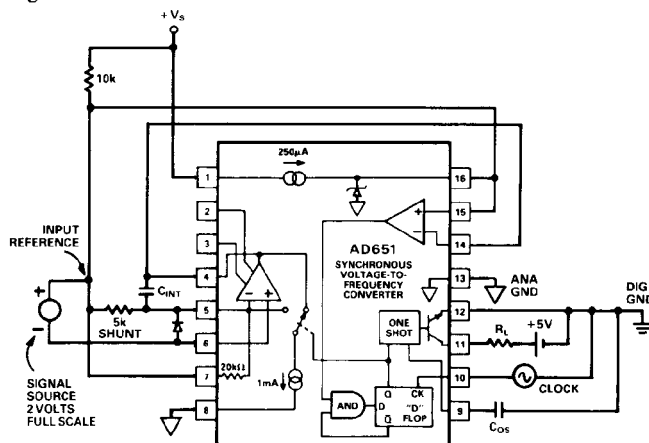 +VS
10k
250μA
1
16
2
15
3
AD651
SYNCHRONOUS
VOLTAGE-TO-
FREQUENCY
CONVERTER
14
INPUT
REFERENCE
4
13
ANA
GND
DIG
GND
CINT
5
12
5k
SHUNT
ONE
SHOT
RL
+5V
6
11
20kΩ
7
1mA
AND
D
Q
CK
"D"
FLOP
Q̅
10
CLOCK
SIGNAL
SOURCE
2 VOLTS
FULL SCALE
8
9
COS